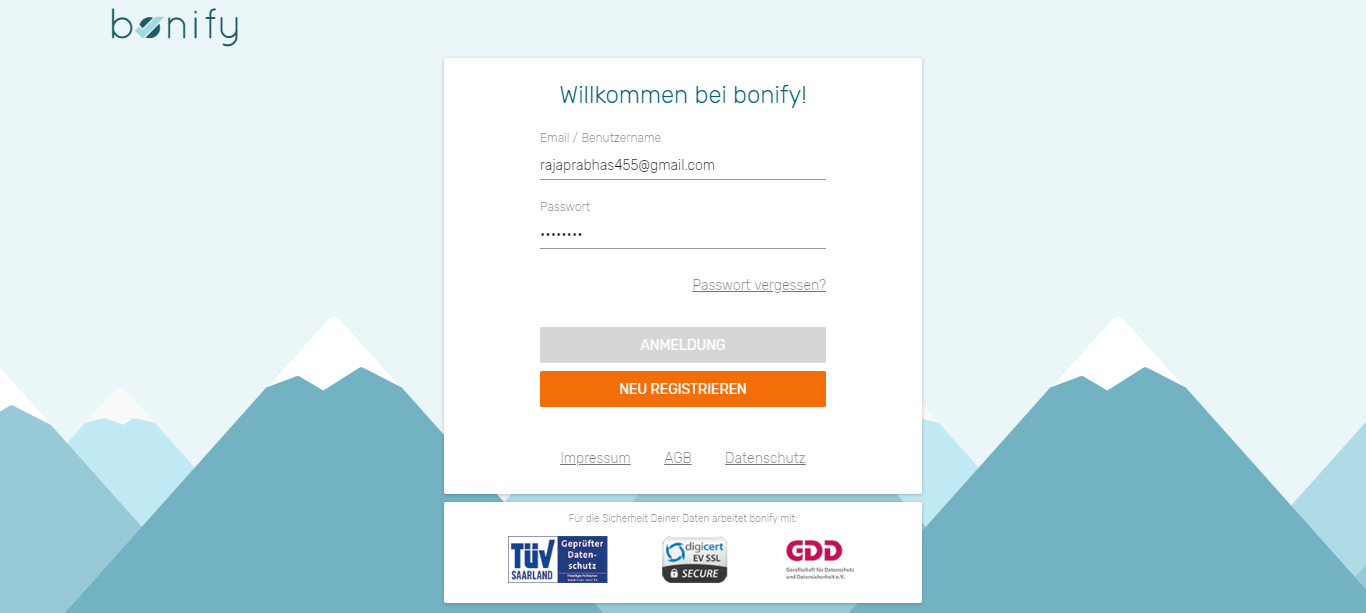 bonify
Willkommen bei bonify!
Email / Benutzername
rajaprabhas455@gmail.com
Passwort
••••••••
Passwort vergessen?
ANMELDUNG
NEU REGISTRIEREN
Impressum AGB Datenschutz
Für die Sicherheit Deiner Daten arbeitet bonify mit:
TÜV
SAARLAND
Geprüfter
Daten-
schutz
digicert
EV SSL
SECURE
GDD
Gesellschaft für Datenschutz
und Datensicherheit e.V.